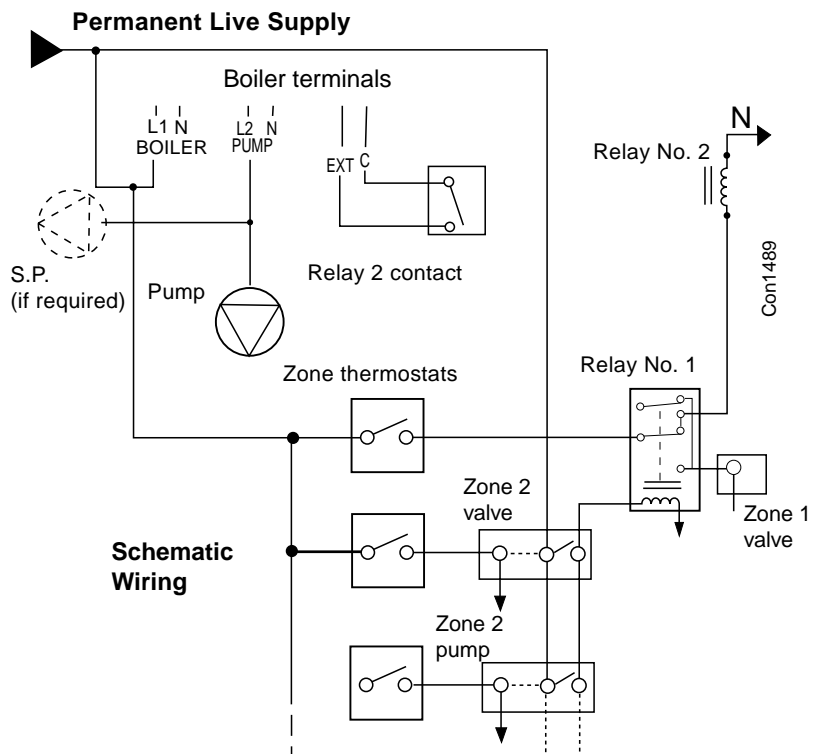 Permanent Live Supply
Boiler terminals
L1 N
BOILER
L2 N
PUMP
EXT C
N
Relay No. 2
S.P.
(if required)
Pump
Relay 2 contact
Con1489
Zone thermostats
Relay No. 1
Zone 2
valve
Zone 1
valve
Schematic
Wiring
Zone 2
pump